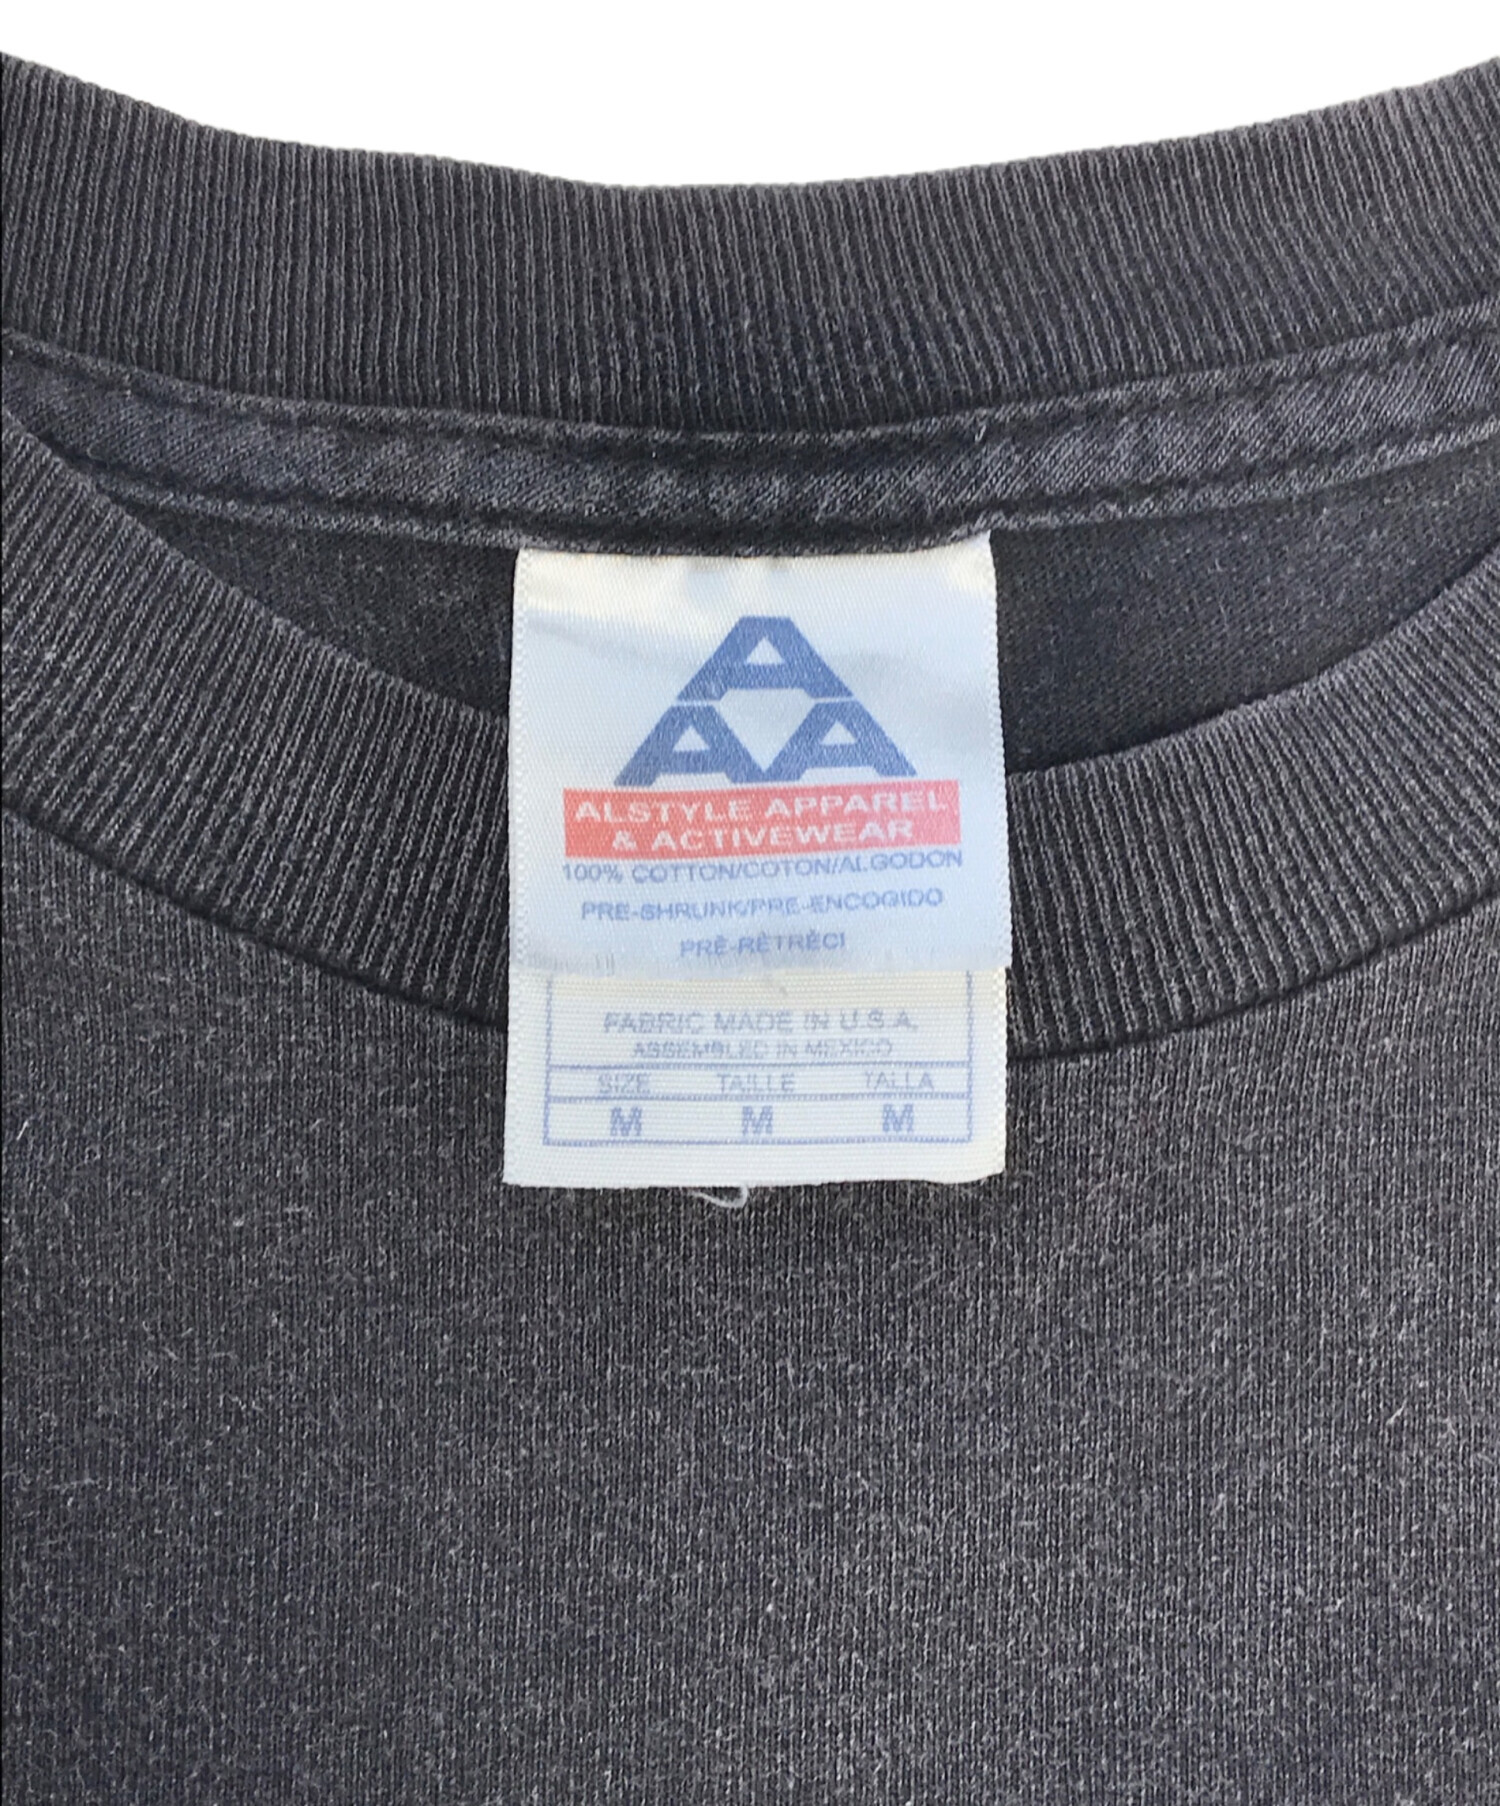 A
AA
ALSTYLE APPAREL
& ACTIVEWEAR
100% COTTON/COTON/ALGODON
PRE-SHRUNK/PRE-ENCOGIDO
PRÉ-RÉTRÉCI
FABRIC MADE IN U.S.A.
ASSEMBLED IN MEXICO
SIZE TAILLE TALLA
M M M